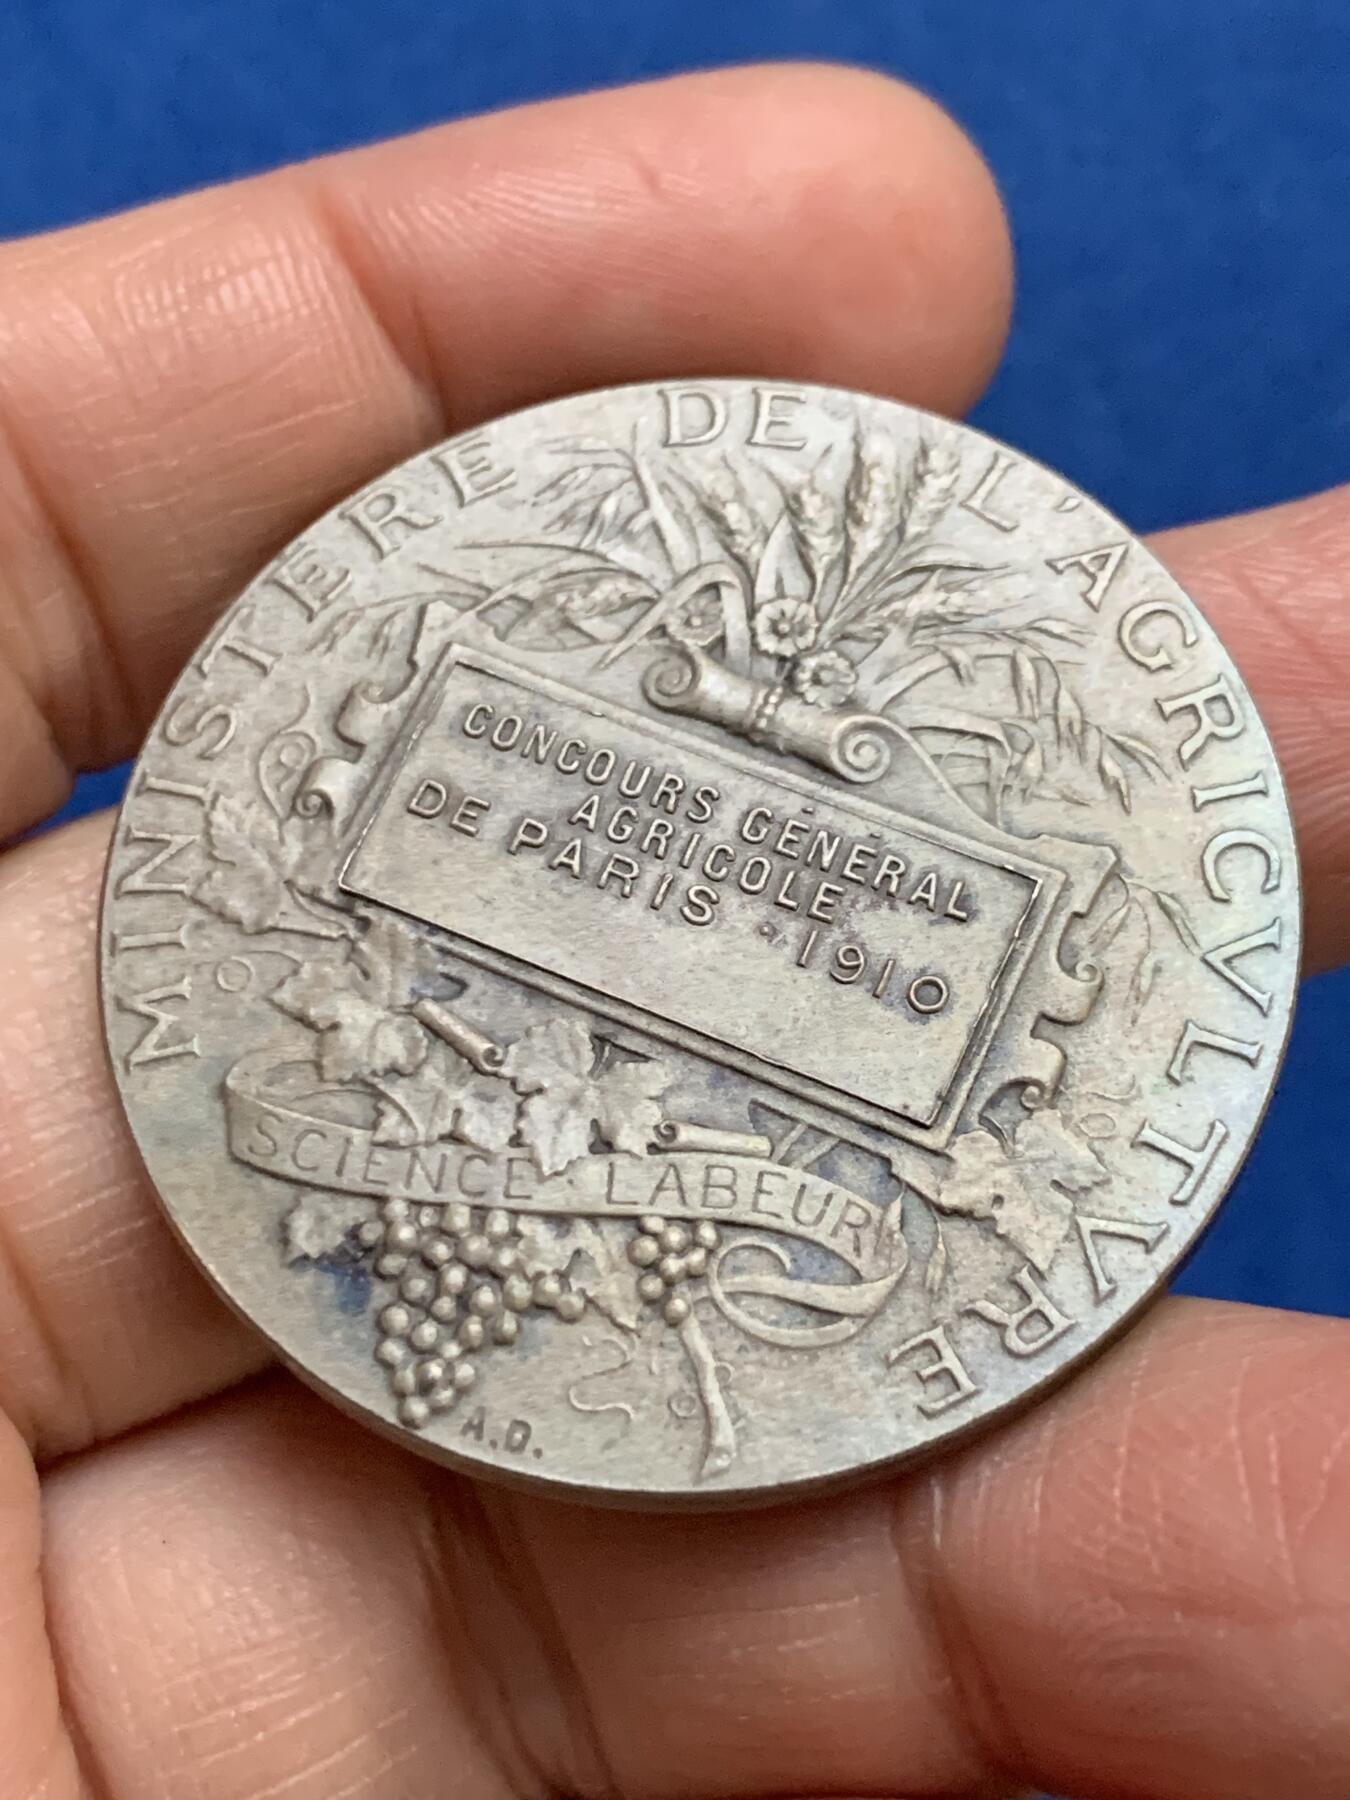 MINISTERE DE L'AGRICVLTVRE
CONCOURS GÉNÉRAL
AGRICOLE
DE PARIS · 1910
SCIENCE LABEUR
A.D.